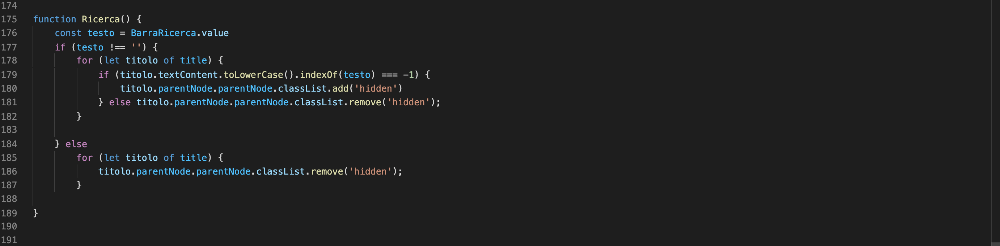 174
175 function Ricerca() {
176     const testo = BarraRicerca.value
177     if (testo !== '') {
178         for (let titolo of title) {
179             if (titolo.textContent.toLowerCase().indexOf(testo) === -1) {
180                 titolo.parentNode.parentNode.classList.add('hidden')
181             } else titolo.parentNode.parentNode.classList.remove('hidden');
182         }
183
184     } else
185         for (let titolo of title) {
186             titolo.parentNode.parentNode.classList.remove('hidden');
187         }
188
189 }
190
191